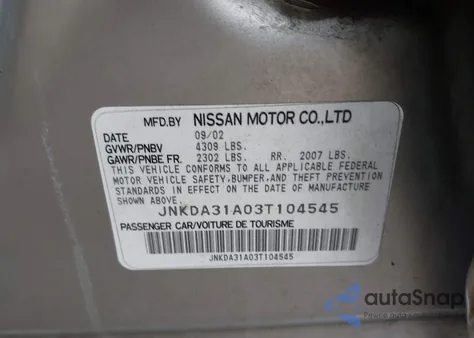 MFD.BY NISSAN MOTOR CO.,LTD
DATE 09/02
GVWR/PNBV 4309 LBS.
GAWR/PNBE FR. 2302 LBS. RR. 2007 LBS.
THIS VEHICLE CONFORMS TO ALL APPLICABLE FEDERAL
MOTOR VEHICLE SAFETY, BUMPER, AND THEFT PREVENTION
STANDARDS IN EFFECT ON THE DATE OF MANUFACTURE
SHOWN ABOVE.
JNKDA31A03T104545
PASSENGER CAR/VOITURE DE TOURISME
JNKDA31A03T104545
autoSnap